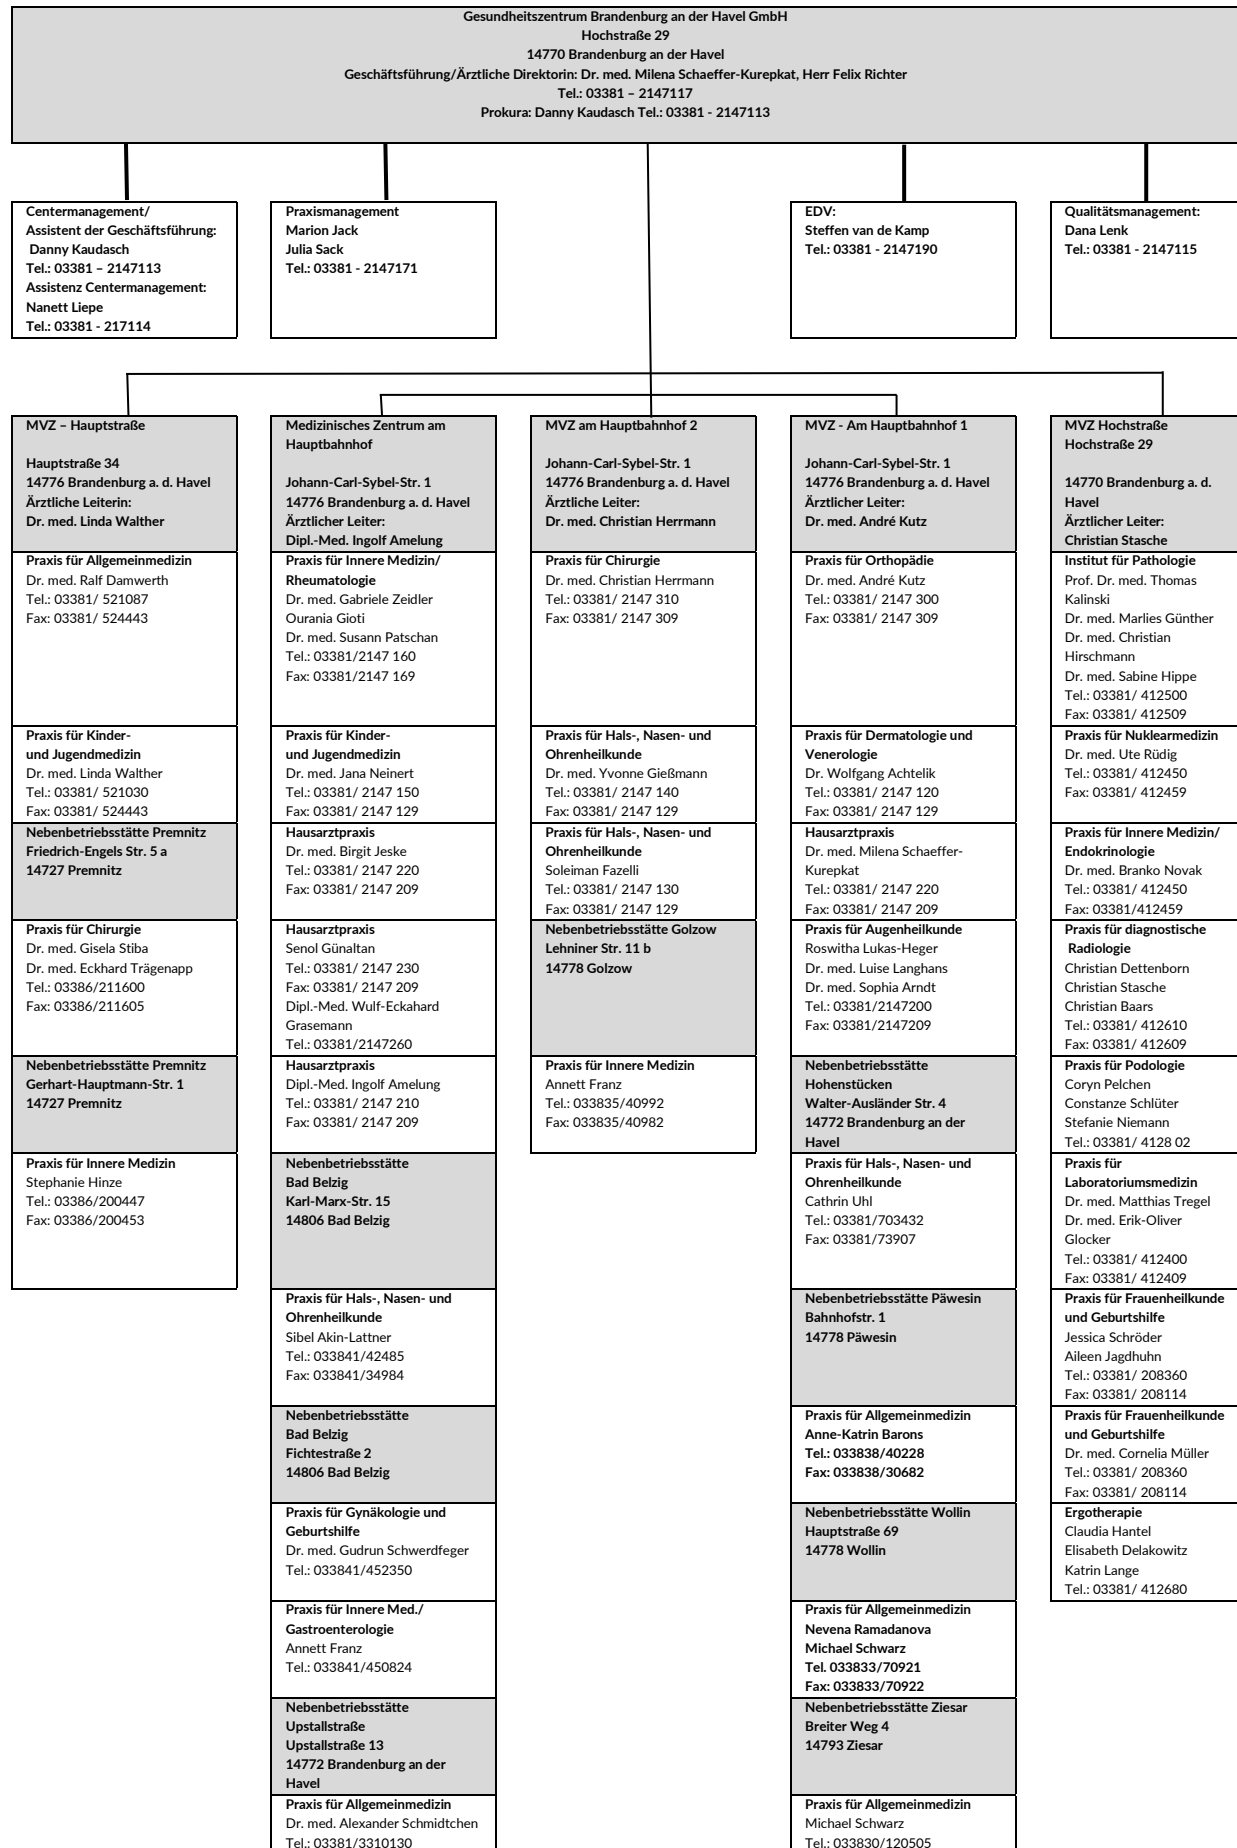 Gesundheitszentrum Brandenburg an der Havel GmbH
Hochstraße 29
14770 Brandenburg an der Havel
Geschäftsführung/Ärztliche Direktorin: Dr. med. Milena Schaeffer-Kurepkat, Herr Felix Richter
Tel.: 03381 – 2147117
Prokura: Danny Kaudasch Tel.: 03381 - 2147113
Centermanagement/
Assistent der Geschäftsführung:
Danny Kaudasch
Tel.: 03381 – 2147113
Assistenz Centermanagement:
Nanett Liepe
Tel.: 03381 - 217114
Praxismanagement
Marion Jack
Julia Sack
Tel.: 03381 - 2147171
EDV:
Steffen van de Kamp
Tel.: 03381 - 2147190
Qualitätsmanagement:
Dana Lenk
Tel.: 03381 - 2147115
MVZ – Hauptstraße
Hauptstraße 34
14776 Brandenburg a. d. Havel
Ärztliche Leiterin:
Dr. med. Linda Walther
Praxis für Allgemeinmedizin
Dr. med. Ralf Damwerth
Tel.: 03381/ 521087
Fax: 03381/ 524443
Praxis für Kinder-
und Jugendmedizin
Dr. med. Linda Walther
Tel.: 03381/ 521030
Fax: 03381/ 524443
Nebenbetriebsstätte Premnitz
Friedrich-Engels Str. 5 a
14727 Premnitz
Praxis für Chirurgie
Dr. med. Gisela Stiba
Dr. med. Eckhard Trägenapp
Tel.: 03386/211600
Fax: 03386/211605
Nebenbetriebsstätte Premnitz
Gerhart-Hauptmann-Str. 1
14727 Premnitz
Praxis für Innere Medizin
Stephanie Hinze
Tel.: 03386/200447
Fax: 03386/200453
Medizinisches Zentrum am
Hauptbahnhof
Johann-Carl-Sybel-Str. 1
14776 Brandenburg a. d. Havel
Ärztlicher Leiter:
Dipl.-Med. Ingolf Amelung
Praxis für Innere Medizin/
Rheumatologie
Dr. med. Gabriele Zeidler
Ourania Gioti
Dr. med. Susann Patschan
Tel.: 03381/2147 160
Fax: 03381/2147 169
Praxis für Kinder-
und Jugendmedizin
Dr. med. Jana Neinert
Tel.: 03381/ 2147 150
Fax: 03381/ 2147 129
Hausarztpraxis
Dr. med. Birgit Jeske
Tel.: 03381/ 2147 220
Fax: 03381/ 2147 209
Hausarztpraxis
Senol Günaltan
Tel.: 03381/ 2147 230
Fax: 03381/ 2147 209
Dipl.-Med. Wulf-Eckahard
Grasemann
Tel.: 03381/2147260
Hausarztpraxis
Dipl.-Med. Ingolf Amelung
Tel.: 03381/ 2147 210
Fax: 03381/ 2147 209
Nebenbetriebsstätte
Bad Belzig
Karl-Marx-Str. 15
14806 Bad Belzig
Praxis für Hals-, Nasen- und
Ohrenheilkunde
Sibel Akin-Lattner
Tel.: 033841/42485
Fax: 033841/34984
Nebenbetriebsstätte
Bad Belzig
Fichtestraße 2
14806 Bad Belzig
Praxis für Gynäkologie und
Geburtshilfe
Dr. med. Gudrun Schwerdfeger
Tel.: 033841/452350
Praxis für Innere Med./
Gastroenterologie
Annett Franz
Tel.: 033841/450824
Nebenbetriebsstätte
Upstallstraße
Upstallstraße 13
14772 Brandenburg an der
Havel
Praxis für Allgemeinmedizin
Dr. med. Alexander Schmidtchen
Tel.: 03381/3310130
MVZ am Hauptbahnhof 2
Johann-Carl-Sybel-Str. 1
14776 Brandenburg a. d. Havel
Ärztliche Leiter:
Dr. med. Christian Herrmann
Praxis für Chirurgie
Dr. med. Christian Herrmann
Tel.: 03381/ 2147 310
Fax: 03381/ 2147 309
Praxis für Hals-, Nasen- und
Ohrenheilkunde
Dr. med. Yvonne Gießmann
Tel.: 03381/ 2147 140
Fax: 03381/ 2147 129
Praxis für Hals-, Nasen- und
Ohrenheilkunde
Soleiman Fazelli
Tel.: 03381/ 2147 130
Fax: 03381/ 2147 129
Nebenbetriebsstätte Golzow
Lehniner Str. 11 b
14778 Golzow
Praxis für Innere Medizin
Annett Franz
Tel.: 033835/40992
Fax: 033835/40982
MVZ - Am Hauptbahnhof 1
Johann-Carl-Sybel-Str. 1
14776 Brandenburg a. d. Havel
Ärztlicher Leiter:
Dr. med. André Kutz
Praxis für Orthopädie
Dr. med. André Kutz
Tel.: 03381/ 2147 300
Fax: 03381/ 2147 309
Praxis für Dermatologie und
Venerologie
Dr. Wolfgang Achtelik
Tel.: 03381/ 2147 120
Fax: 03381/ 2147 129
Hausarztpraxis
Dr. med. Milena Schaeffer-
Kurepkat
Tel.: 03381/ 2147 220
Fax: 03381/ 2147 209
Praxis für Augenheilkunde
Roswitha Lukas-Heger
Dr. med. Luise Langhans
Dr. med. Sophia Arndt
Tel.: 03381/2147200
Fax: 03381/2147209
Nebenbetriebsstätte
Hohenstücken
Walter-Ausländer Str. 4
14772 Brandenburg an der
Havel
Praxis für Hals-, Nasen- und
Ohrenheilkunde
Cathrin Uhl
Tel.: 03381/703432
Fax: 03381/73907
Nebenbetriebsstätte Päwesin
Bahnhofstr. 1
14778 Päwesin
Praxis für Allgemeinmedizin
Anne-Katrin Barons
Tel.: 033838/40228
Fax: 033838/30682
Nebenbetriebsstätte Wollin
Hauptstraße 69
14778 Wollin
Praxis für Allgemeinmedizin
Nevena Ramadanova
Michael Schwarz
Tel. 033833/70921
Fax: 033833/70922
Nebenbetriebsstätte Ziesar
Breiter Weg 4
14793 Ziesar
Praxis für Allgemeinmedizin
Michael Schwarz
Tel.: 033830/120505
MVZ Hochstraße
Hochstraße 29
14770 Brandenburg a. d.
Havel
Ärztlicher Leiter:
Christian Stasche
Institut für Pathologie
Prof. Dr. med. Thomas
Kalinski
Dr. med. Marlies Günther
Dr. med. Christian
Hirschmann
Dr. med. Sabine Hippe
Tel.: 03381/ 412500
Fax: 03381/ 412509
Praxis für Nuklearmedizin
Dr. med. Ute Rüdig
Tel.: 03381/ 412450
Fax: 03381/ 412459
Praxis für Innere Medizin/
Endokrinologie
Dr. med. Branko Novak
Tel.: 03381/ 412450
Fax: 03381/412459
Praxis für diagnostische
Radiologie
Christian Dettenborn
Christian Stasche
Christian Baars
Tel.: 03381/ 412610
Fax: 03381/ 412609
Praxis für Podologie
Coryn Pelchen
Constanze Schlüter
Stefanie Niemann
Tel.: 03381/ 4128 02
Praxis für
Laboratoriumsmedizin
Dr. med. Matthias Tregel
Dr. med. Erik-Oliver
Glocker
Tel.: 03381/ 412400
Fax: 03381/ 412409
Praxis für Frauenheilkunde
und Geburtshilfe
Jessica Schröder
Aileen Jagdhuhn
Tel.: 03381/ 208360
Fax: 03381/ 208114
Praxis für Frauenheilkunde
und Geburtshilfe
Dr. med. Cornelia Müller
Tel.: 03381/ 208360
Fax: 03381/ 208114
Ergotherapie
Claudia Hantel
Elisabeth Delakowitz
Katrin Lange
Tel.: 03381/ 412680